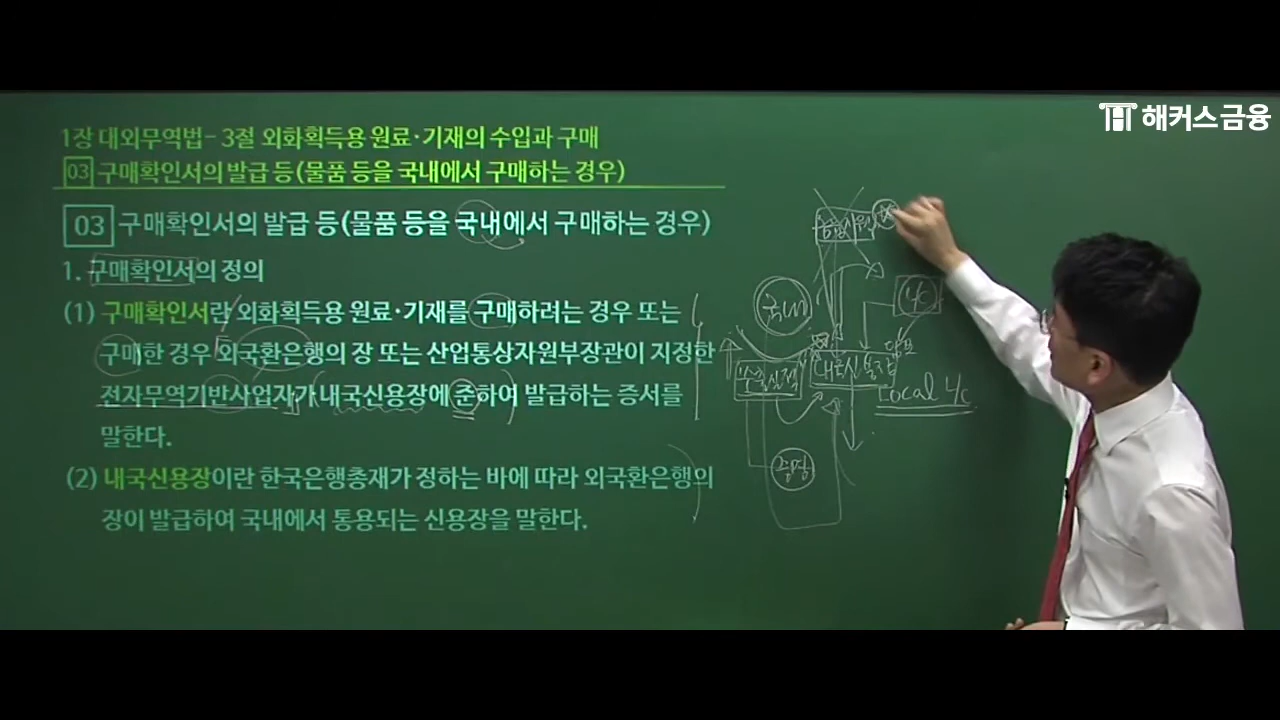 해커스금융
1장 대외무역법 - 3절 외화획득용 원료·기재의 수입과 구매
03 구매확인서의 발급 등(물품 등을 국내에서 구매하는 경우)
03 구매확인서의 발급 등(물품 등을 국내에서 구매하는 경우)
1. 구매확인서의 정의
(1) 구매확인서란 외화획득용 원료·기재를 구매하려는 경우 또는
구매한 경우 외국환은행의 장 또는 산업통상자원부장관이 지정한
전자무역기반사업자가 내국신용장에 준하여 발급하는 증서를
말한다.
(2) 내국신용장이란 한국은행총재가 정하는 바에 따라 외국환은행의
장이 발급하여 국내에서 통용되는 신용장을 말한다.
국내
L/C
수출실적
내국신용장
Local L/C